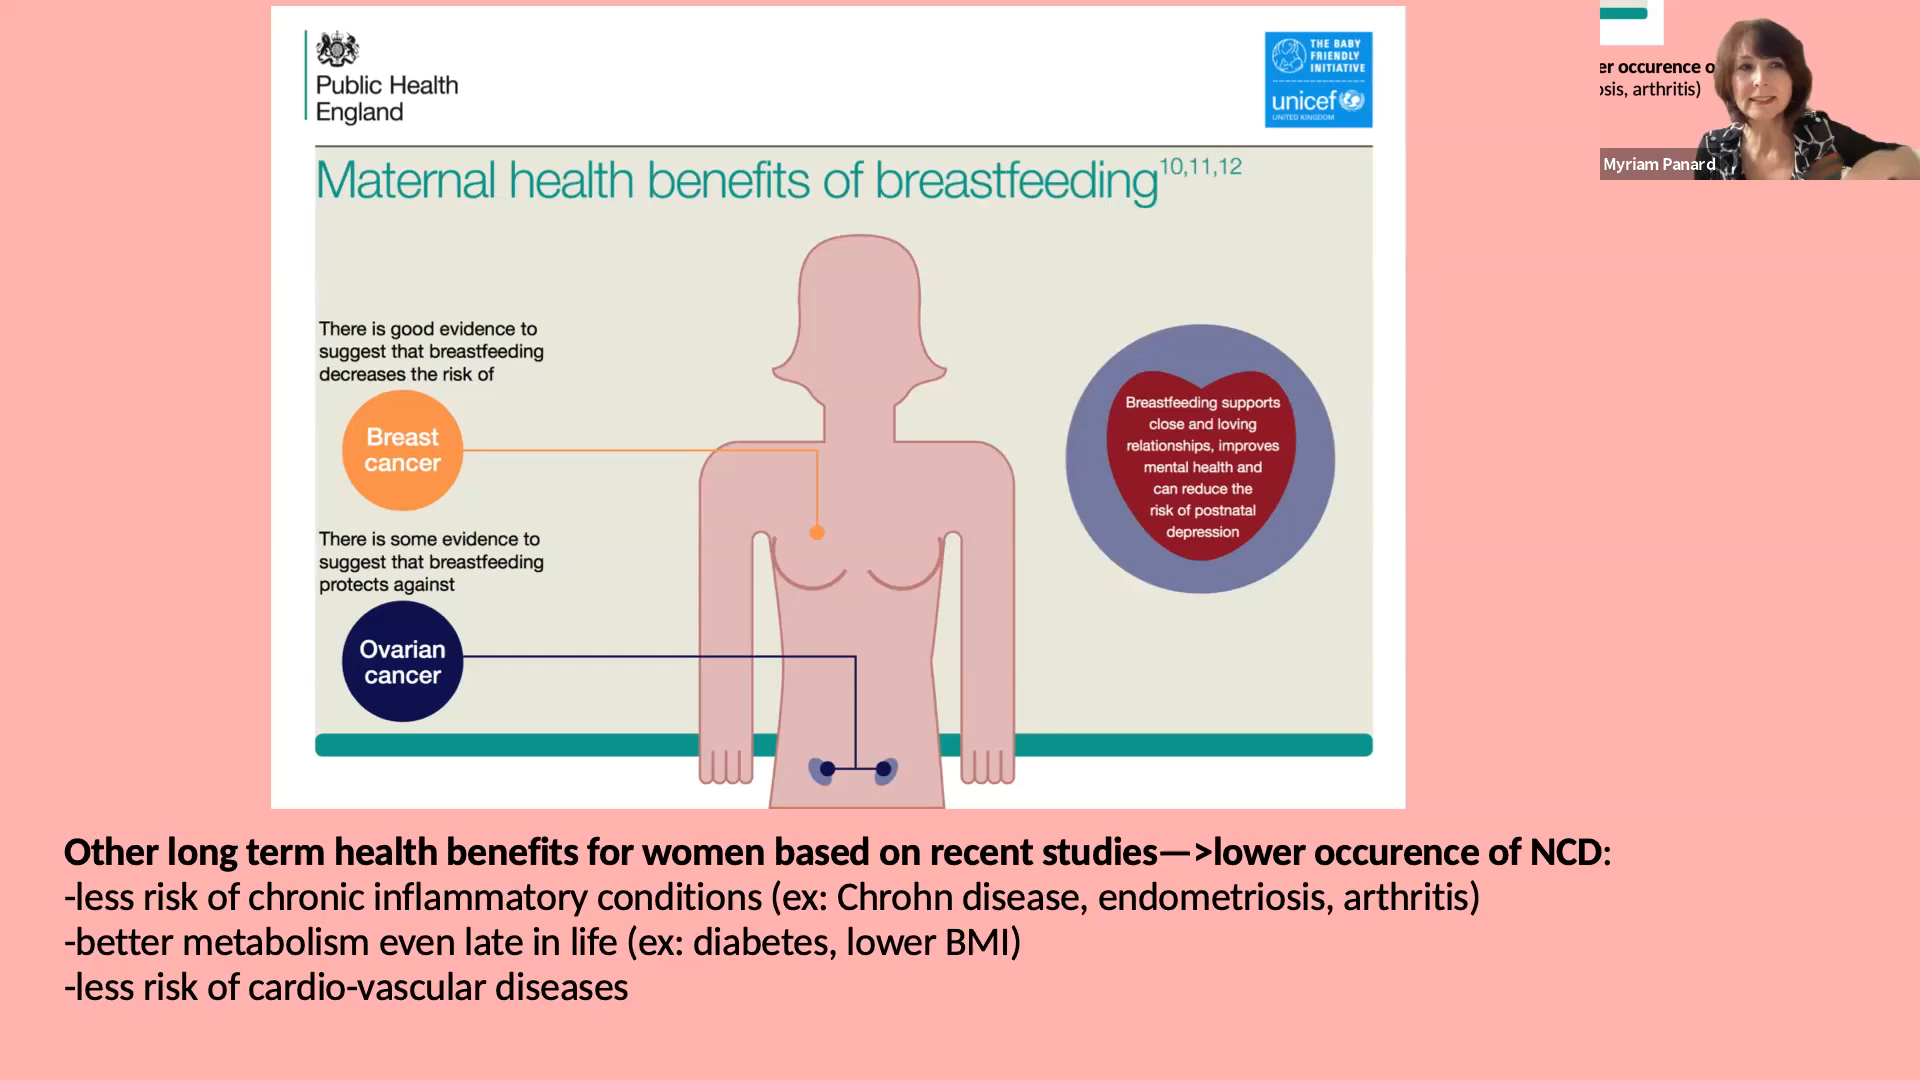 Public Health
England
THE BABY
FRIENDLY
INITIATIVE
unicef
UNITED KINGDOM
Maternal health benefits of breastfeeding10,11,12
There is good evidence to
suggest that breastfeeding
decreases the risk of
Breast
cancer
There is some evidence to
suggest that breastfeeding
protects against
Ovarian
cancer
Breastfeeding supports
close and loving
relationships, improves
mental health and
can reduce the
risk of postnatal
depression
Other long term health benefits for women based on recent studies—>lower occurence of NCD:
-less risk of chronic inflammatory conditions (ex: Chrohn disease, endometriosis, arthritis)
-better metabolism even late in life (ex: diabetes, lower BMI)
-less risk of cardio-vascular diseases
er occurence o
osis, arthritis)
Myriam Panard